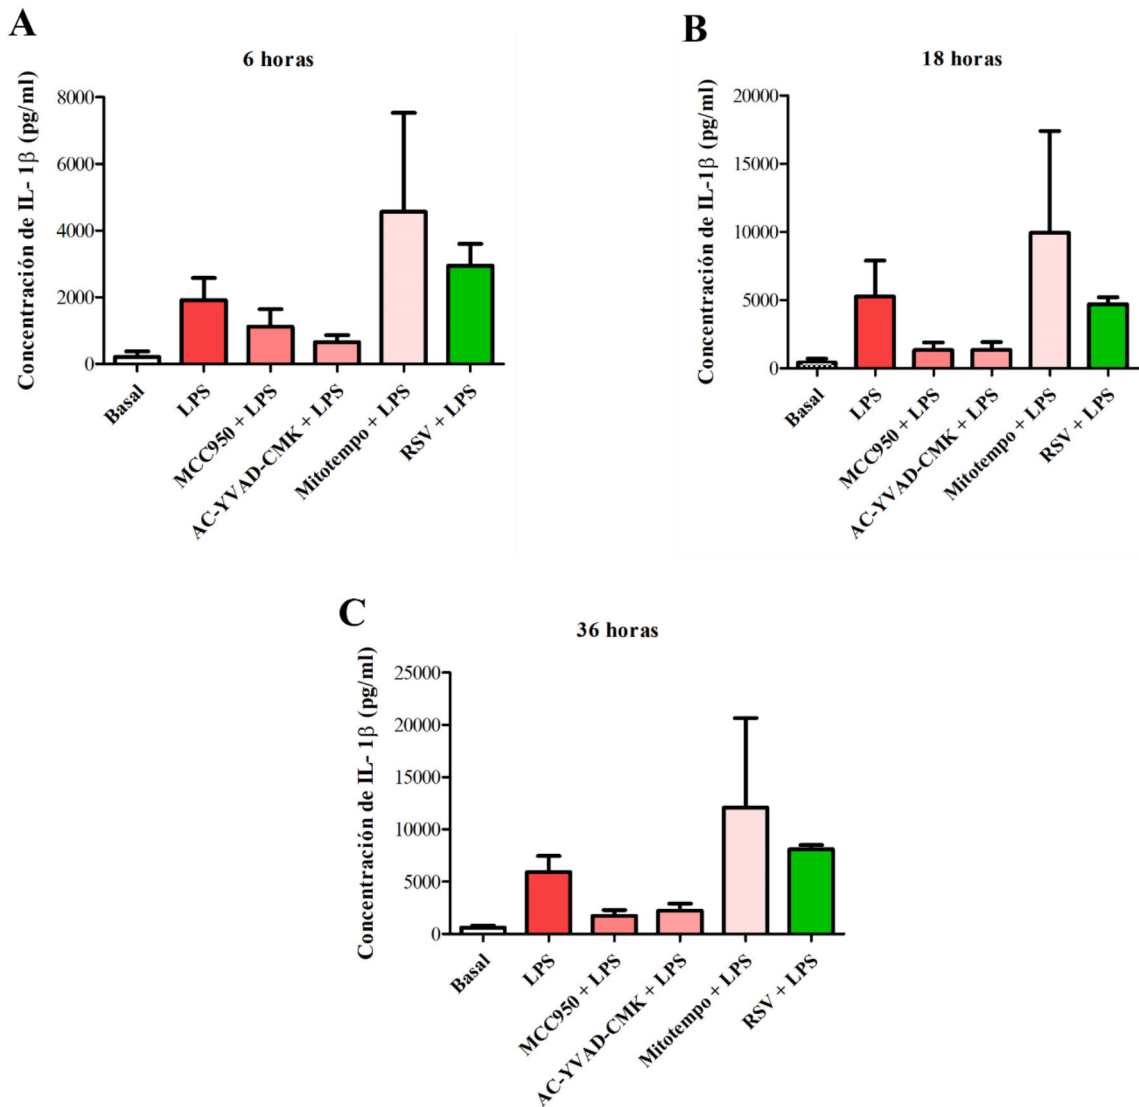 A
6 horas
Concentración de IL- 1β (pg/ml)
8000
6000
4000
2000
0
Basal
LPS
MCC950 + LPS
AC-YVAD-CMK + LPS
Mitotempo + LPS
RSV + LPS
B
18 horas
Concentración de IL-1β (pg/ml)
20000
15000
10000
5000
0
Basal
LPS
MCC950 + LPS
AC-YVAD-CMK + LPS
Mitotempo + LPS
RSV + LPS
C
36 horas
Concentración de IL- 1β (pg/ml)
25000
20000
15000
10000
5000
0
Basal
LPS
MCC950 + LPS
AC-YVAD-CMK + LPS
Mitotempo + LPS
RSV + LPS